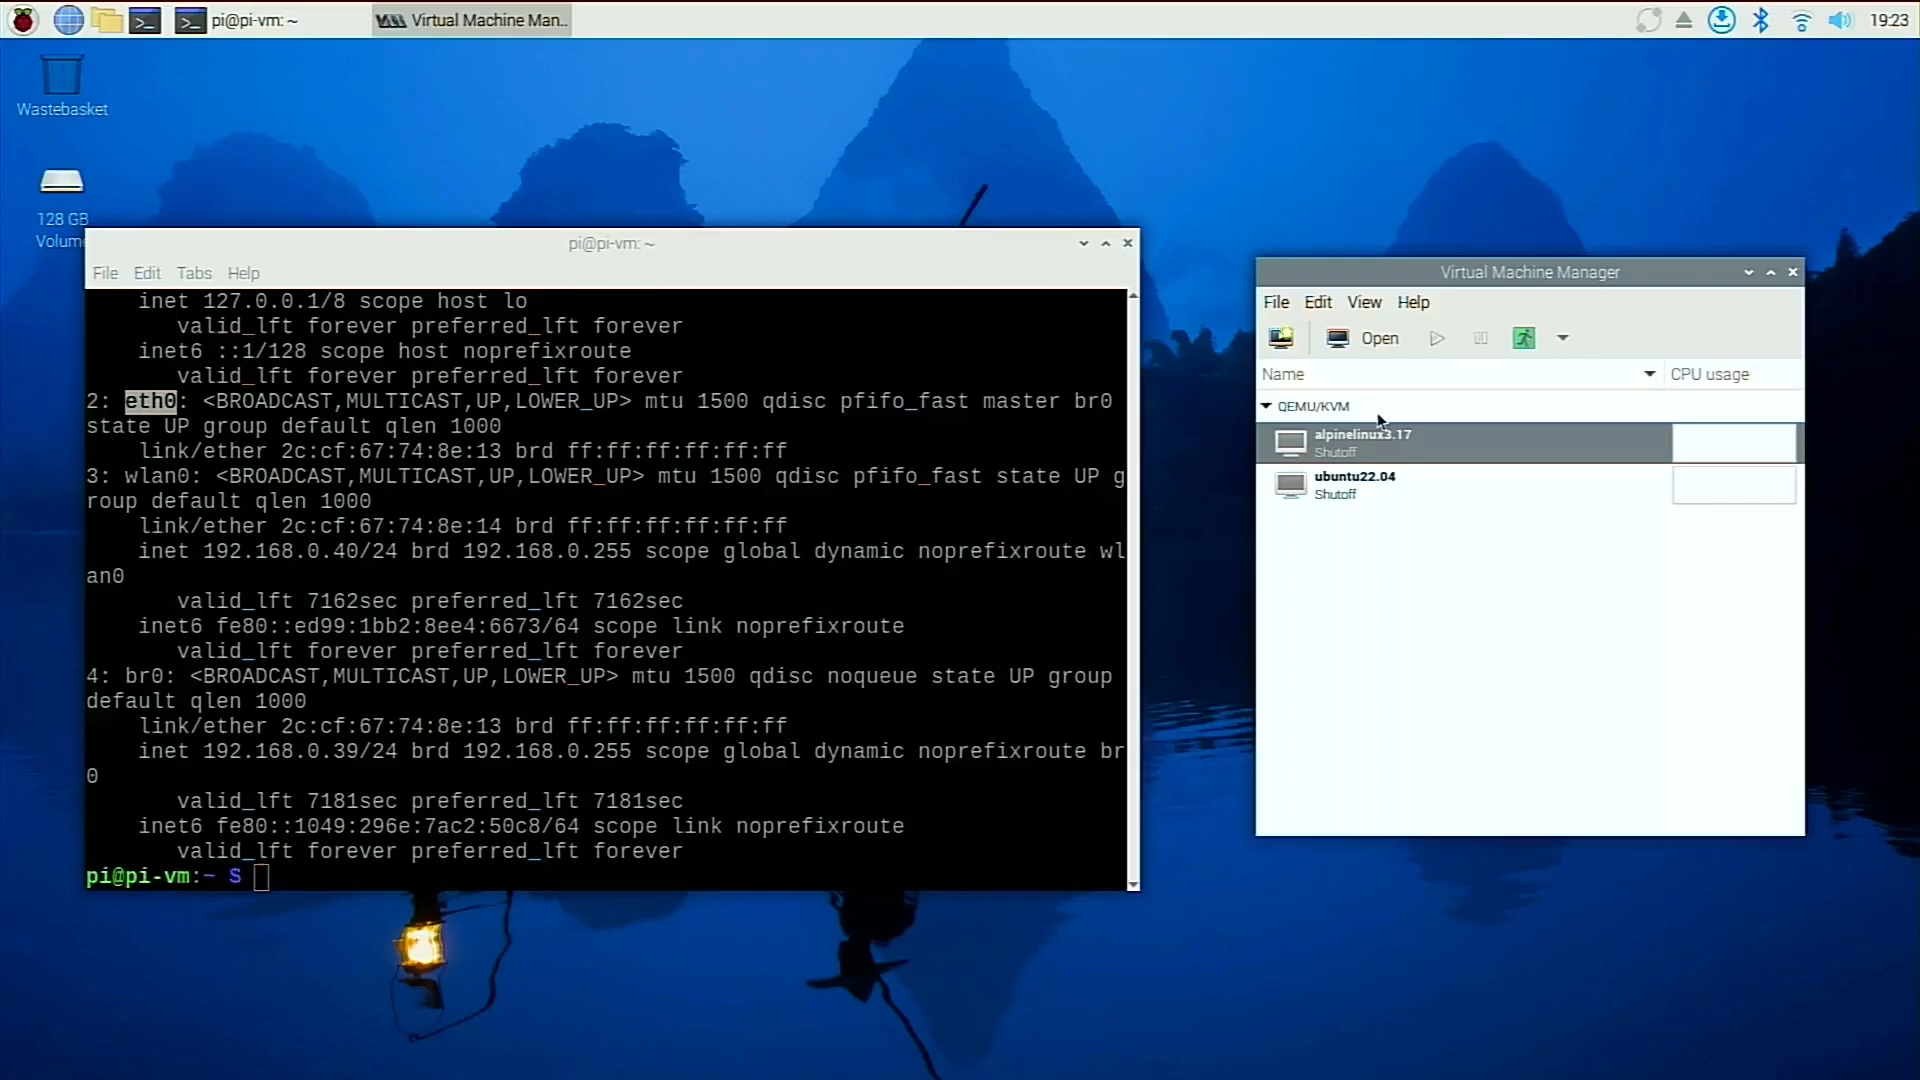 pi@pi-vm: ~
Virtual Machine Man..
19:23
Wastebasket
128 GB
Volum
pi@pi-vm: ~
File Edit Tabs Help
inet 127.0.0.1/8 scope host lo
valid_lft forever preferred_lft forever
inet6 ::1/128 scope host noprefixroute
valid_lft forever preferred_lft forever
2: eth0: <BROADCAST,MULTICAST,UP,LOWER_UP> mtu 1500 qdisc pfifo_fast master br0
state UP group default qlen 1000
link/ether 2c:cf:67:74:8e:13 brd ff:ff:ff:ff:ff:ff
3: wlan0: <BROADCAST,MULTICAST,UP,LOWER_UP> mtu 1500 qdisc pfifo_fast state UP g
roup default qlen 1000
link/ether 2c:cf:67:74:8e:14 brd ff:ff:ff:ff:ff:ff
inet 192.168.0.40/24 brd 192.168.0.255 scope global dynamic noprefixroute wl
an0
valid_lft 7162sec preferred_lft 7162sec
inet6 fe80::ed99:1bb2:8ee4:6673/64 scope link noprefixroute
valid_lft forever preferred_lft forever
4: br0: <BROADCAST,MULTICAST,UP,LOWER_UP> mtu 1500 qdisc noqueue state UP group
default qlen 1000
link/ether 2c:cf:67:74:8e:13 brd ff:ff:ff:ff:ff:ff
inet 192.168.0.39/24 brd 192.168.0.255 scope global dynamic noprefixroute br
0
valid_lft 7181sec preferred_lft 7181sec
inet6 fe80::1049:296e:7ac2:50c8/64 scope link noprefixroute
valid_lft forever preferred_lft forever
pi@pi-vm:~ $
Virtual Machine Manager
File Edit View Help
Open
Name CPU usage
QEMU/KVM
alpinelinux3.17
Shutoff
ubuntu22.04
Shutoff